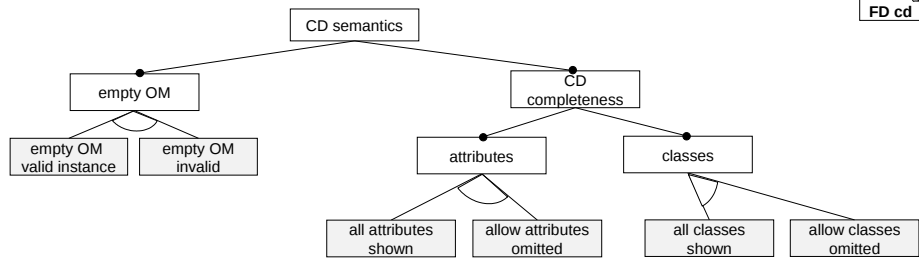 FD cd
CD semantics
empty OM
CD
completeness
empty OM
valid instance
empty OM
invalid
attributes
classes
all attributes
shown
allow attributes
omitted
all classes
shown
allow classes
omitted